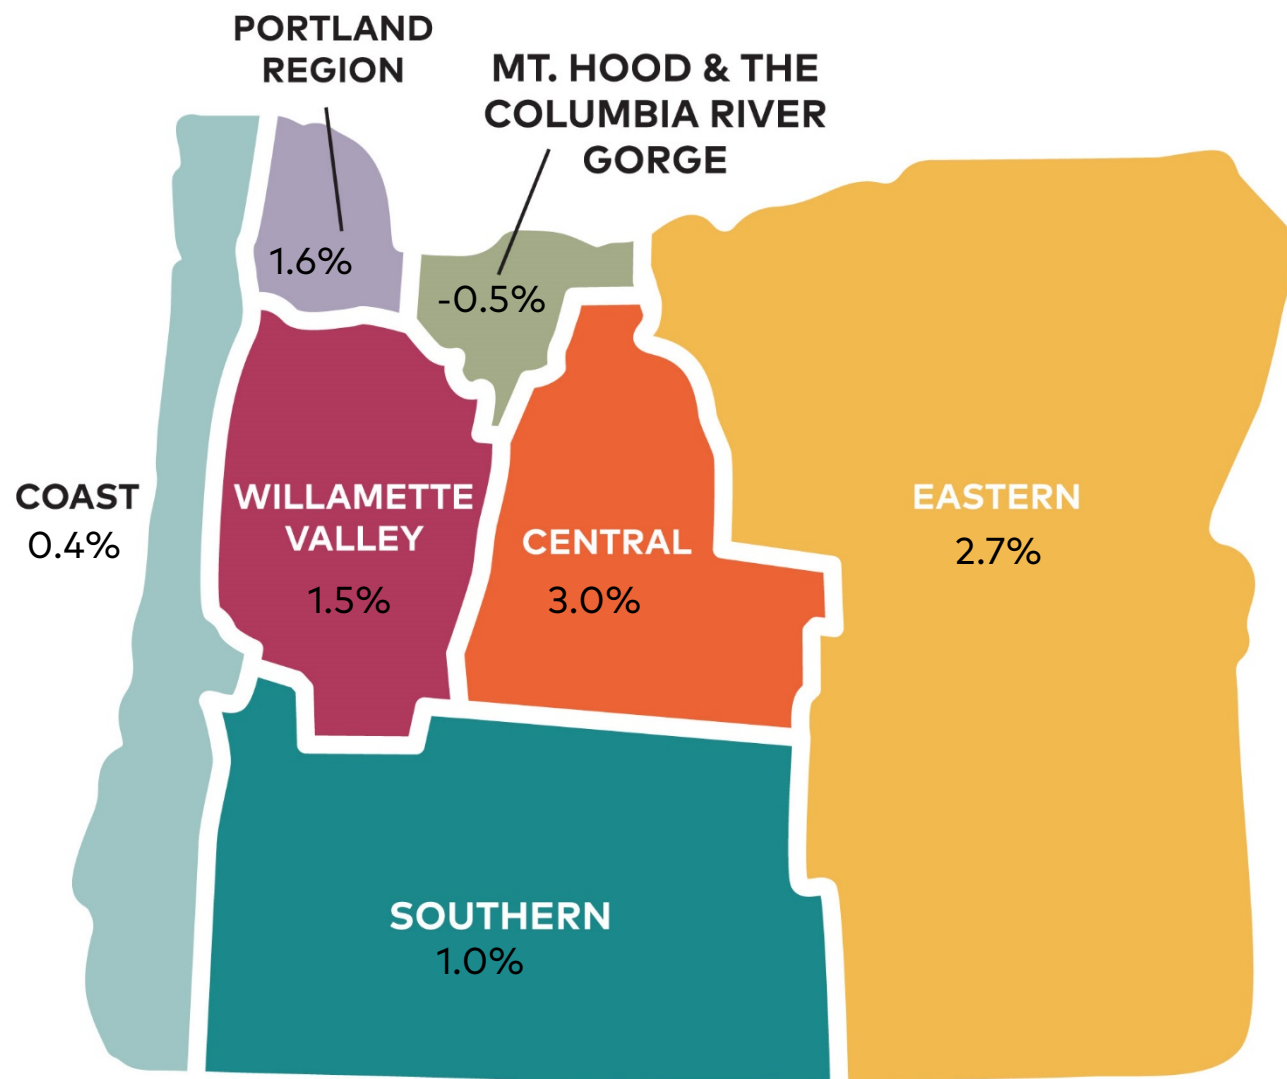 PORTLAND
REGION
1.6%
MT. HOOD & THE
COLUMBIA RIVER
GORGE
-0.5%
COAST
0.4%
WILLAMETTE
VALLEY
1.5%
CENTRAL
3.0%
EASTERN
2.7%
SOUTHERN
1.0%